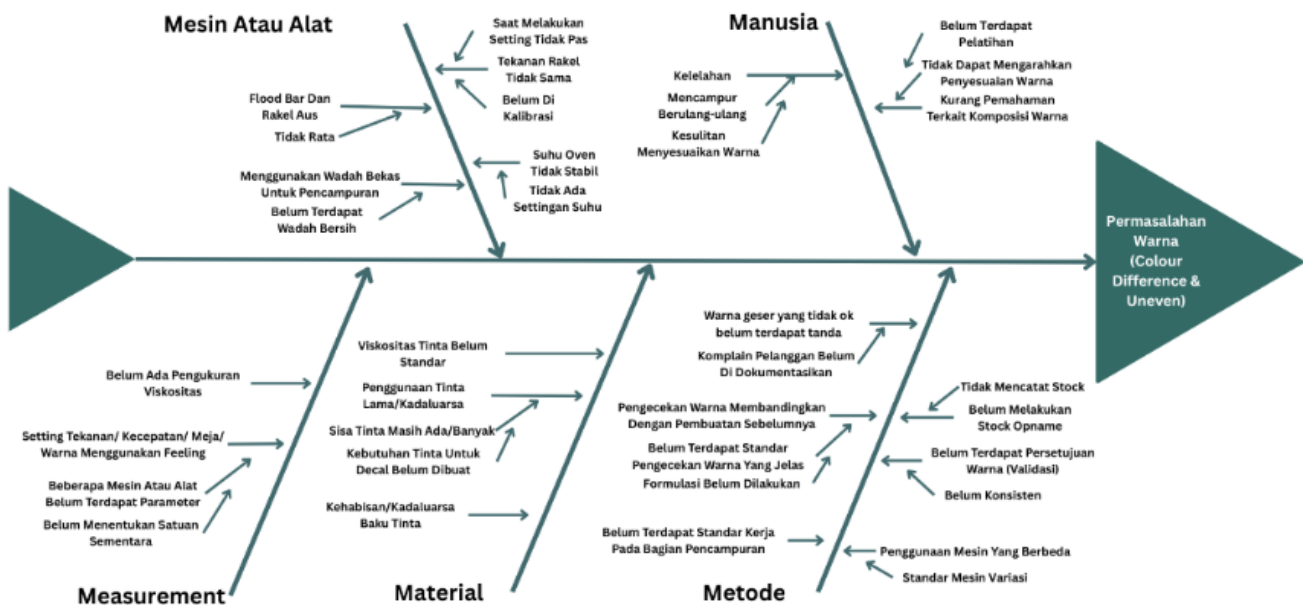 Mesin Atau Alat
Saat Melakukan
Setting Tidak Pas
Tekanan Rakel
Tidak Sama
Belum Di
Kalibrasi
Flood Bar Dan
Rakel Aus
Tidak Rata
Suhu Oven
Tidak Stabil
Tidak Ada
Settingan Suhu
Menggunakan Wadah Bekas
Untuk Pencampuran
Belum Terdapat
Wadah Bersih
Manusia
Kelelahan
Mencampur
Berulang-ulang
Kesulitan
Menyesuaikan Warna
Belum Terdapat
Pelatihan
Tidak Dapat Mengarahkan
Penyesualan Warna
Kurang Pemahaman
Terkait Komposisi Warna
Permasalahan
Warna
(Colour
Difference &
Uneven)
Belum Ada Pengukuran
Viskositas
Setting Tekanan/ Kecepatan/ Meja/
Warna Menggunakan Feeling
Beberapa Mesin Atau Alat
Belum Terdapat Parameter
Belum Menentukan Satuan
Sementara
Measurement
Viskositas Tinta Belum
Standar
Penggunaan Tinta
Lama/Kadaluarsa
Sisa Tinta Masih Ada/Banyak
Kebutuhan Tinta Untuk
Decal Belum Dibuat
Kehabisan/Kadaluarsa
Baku Tinta
Material
Warna geser yang tidak ok
belum terdapat tanda
Komplain Pelanggan Belum
Di Dokumentasikan
Pengecekan Warna Membandingkan
Dengan Pembuatan Sebelumnya
Belum Terdapat Standar
Pengecekan Warna Yang Jelas
Formulasi Belum Dilakukan
Belum Terdapat Standar Kerja
Pada Bagian Pencampuran
Tidak Mencatat Stock
Belum Melakukan
Stock Opname
Belum Terdapat Persetujuan
Warna (Validasi)
Belum Konsisten
Penggunaan Mesin Yang Berbeda
Standar Mesin Variasi
Metode